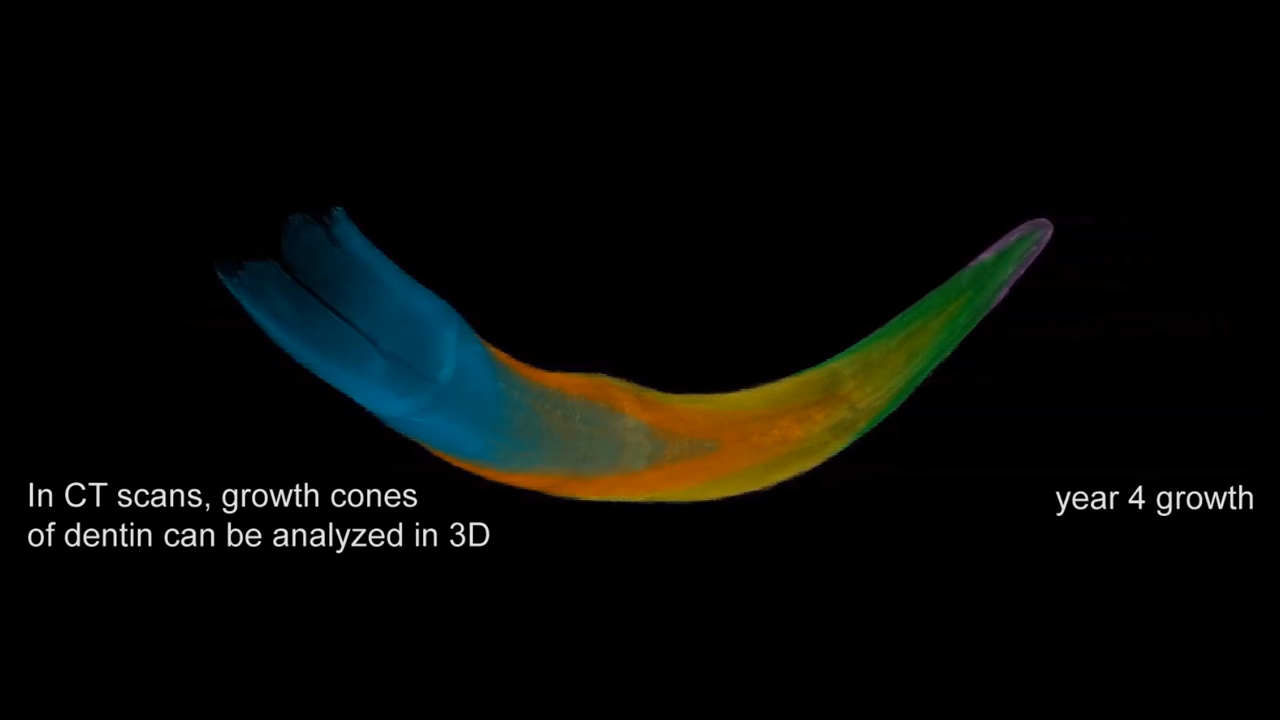 In CT scans, growth cones
of dentin can be analyzed in 3D
year 4 growth